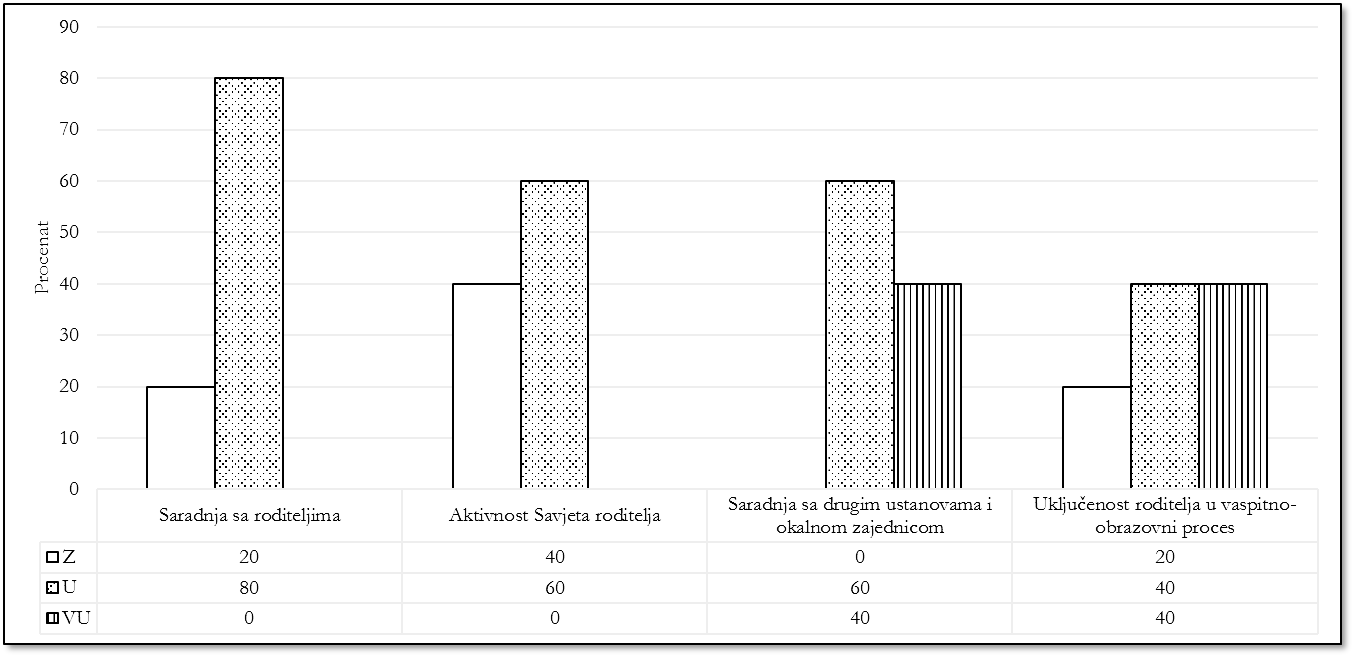 90
80
70
60
50
40
30
20
10
0
Procenat
Saradnja sa roditeljima
Aktivnost Savjeta roditelja
Saradnja sa drugim ustanovama i
okalnom zajednicom
Uključenost roditelja u vaspitno-
obrazovni proces
Z 20 40 0 20
U 80 60 60 40
VU 0 0 40 40